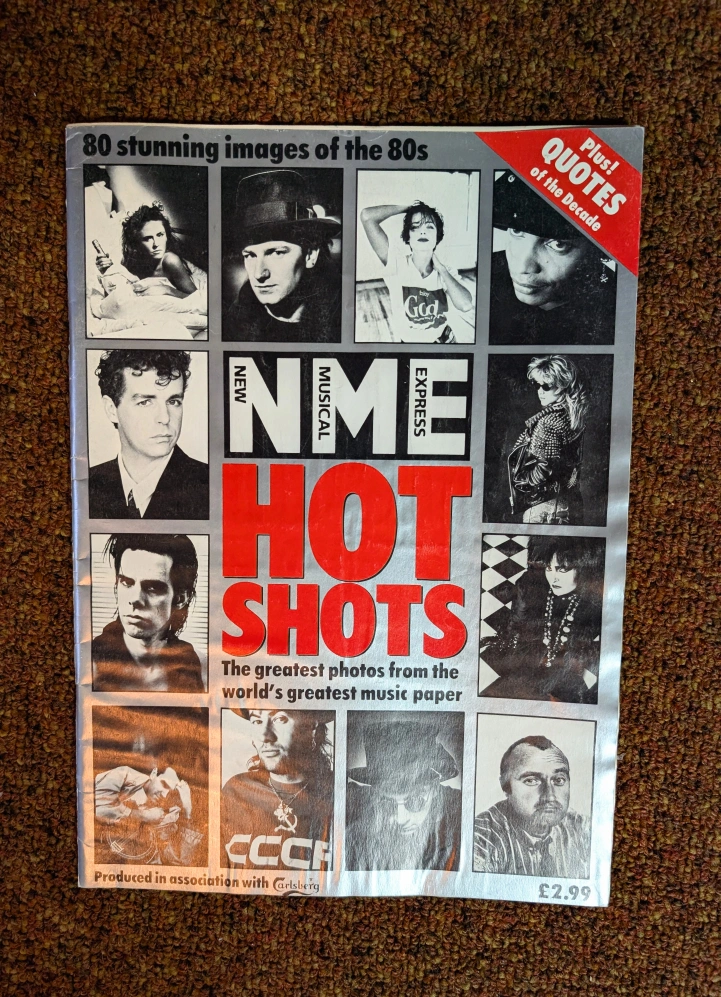 80 stunning images of the 80s
Plus!
QUOTES
of the Decade
God
NEW
MUSICAL
EXPRESS
NME
HOT
SHOTS
The greatest photos from the
world's greatest music paper
CCCP
Produced in association with Carlsberg
£2.99